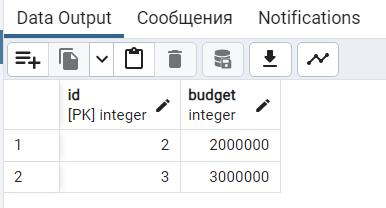 Data Output Сообщения Notifications
id budget
[PK] integer integer
1 2 2000000
2 3 3000000